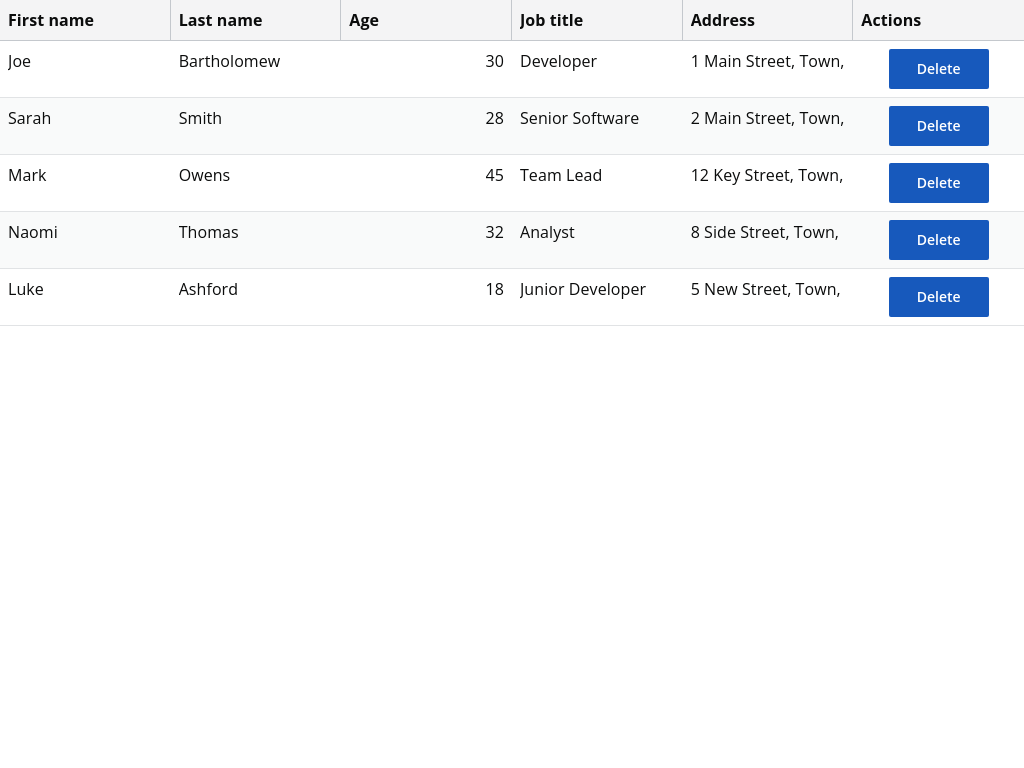 First name Last name Age Job title Address Actions
Joe Bartholomew 30 Developer 1 Main Street, Town, Delete
Sarah Smith 28 Senior Software 2 Main Street, Town, Delete
Mark Owens 45 Team Lead 12 Key Street, Town, Delete
Naomi Thomas 32 Analyst 8 Side Street, Town, Delete
Luke Ashford 18 Junior Developer 5 New Street, Town, Delete